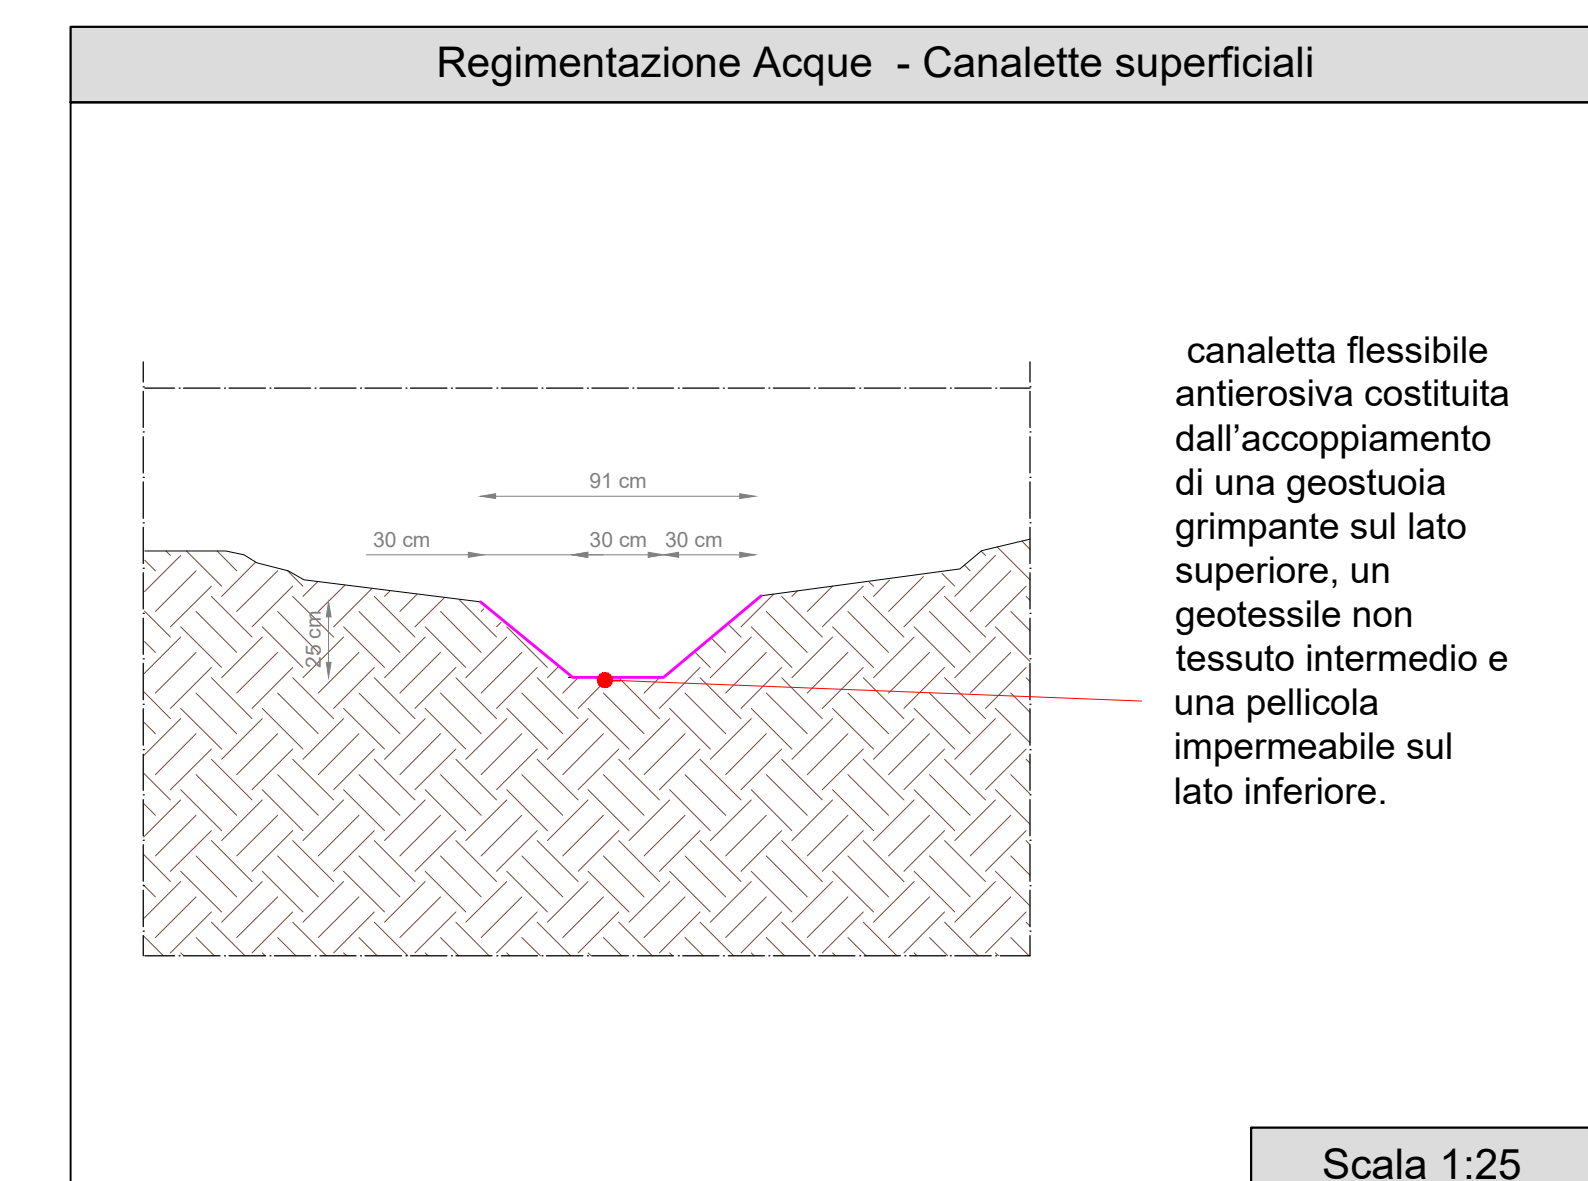 Regimentazione Acque - Canalette superficiali
91 cm
30 cm 30 cm 30 cm
25 cm
canaletta flessibile
antierosiva costituita
dall’accoppiamento
di una geostuoia
grimpante sul lato
superiore, un
geotessile non
tessuto intermedio e
una pellicola
impermeabile sul
lato inferiore.
Scala 1:25